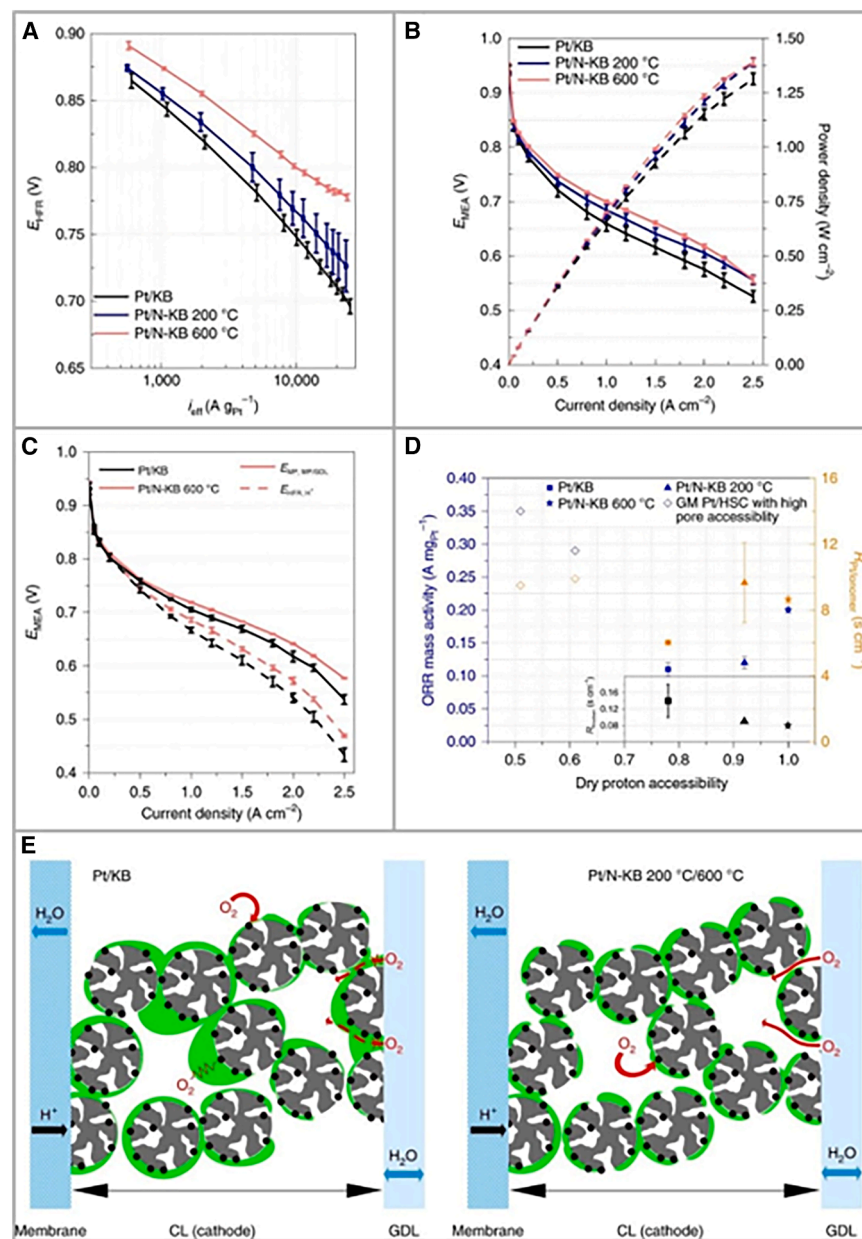 A
0.90
0.85
0.80
0.75
0.70
0.65
E_HFR (V)
Pt/KB
Pt/N-KB 200 °C
Pt/N-KB 600 °C
1,000
10,000
i_eff (A g_Pt⁻¹)
B
1.0
0.9
0.8
0.7
0.6
0.5
0.4
E_MEA (V)
Pt/KB
Pt/N-KB 200 °C
Pt/N-KB 600 °C
1.50
1.25
1.00
0.75
0.50
0.25
0.00
Power density (W cm⁻²)
0.0 0.5 1.0 1.5 2.0 2.5
Current density (A cm⁻²)
C
1.0
0.9
0.8
0.7
0.6
0.5
0.4
E_MEA (V)
Pt/KB
Pt/N-KB 600 °C
0.0 0.5 1.0 1.5 2.0 2.5
Current density (A cm⁻²)
D
0.40
0.35
0.30
0.25
0.20
0.15
0.10
0.05
0.00
ORR mass activity (A mg_Pt⁻¹)
Pt/KB
Pt/N-KB 200 °C
Pt/N-KB 600 °C
GM Pt/HSC with high
pore accessiblity
16
12
8
4
0
0.16
0.12
0.08
0.5 0.6 0.7 0.8 0.9 1.0
Dry proton accessibility
E
Pt/KB
H₂O
O₂
O₂
O₂
O₂
H⁺
H₂O
Membrane
CL (cathode)
GDL
Pt/N-KB 200 °C/600 °C
H₂O
O₂
O₂
O₂
H⁺
H₂O
Membrane
CL (cathode)
GDL